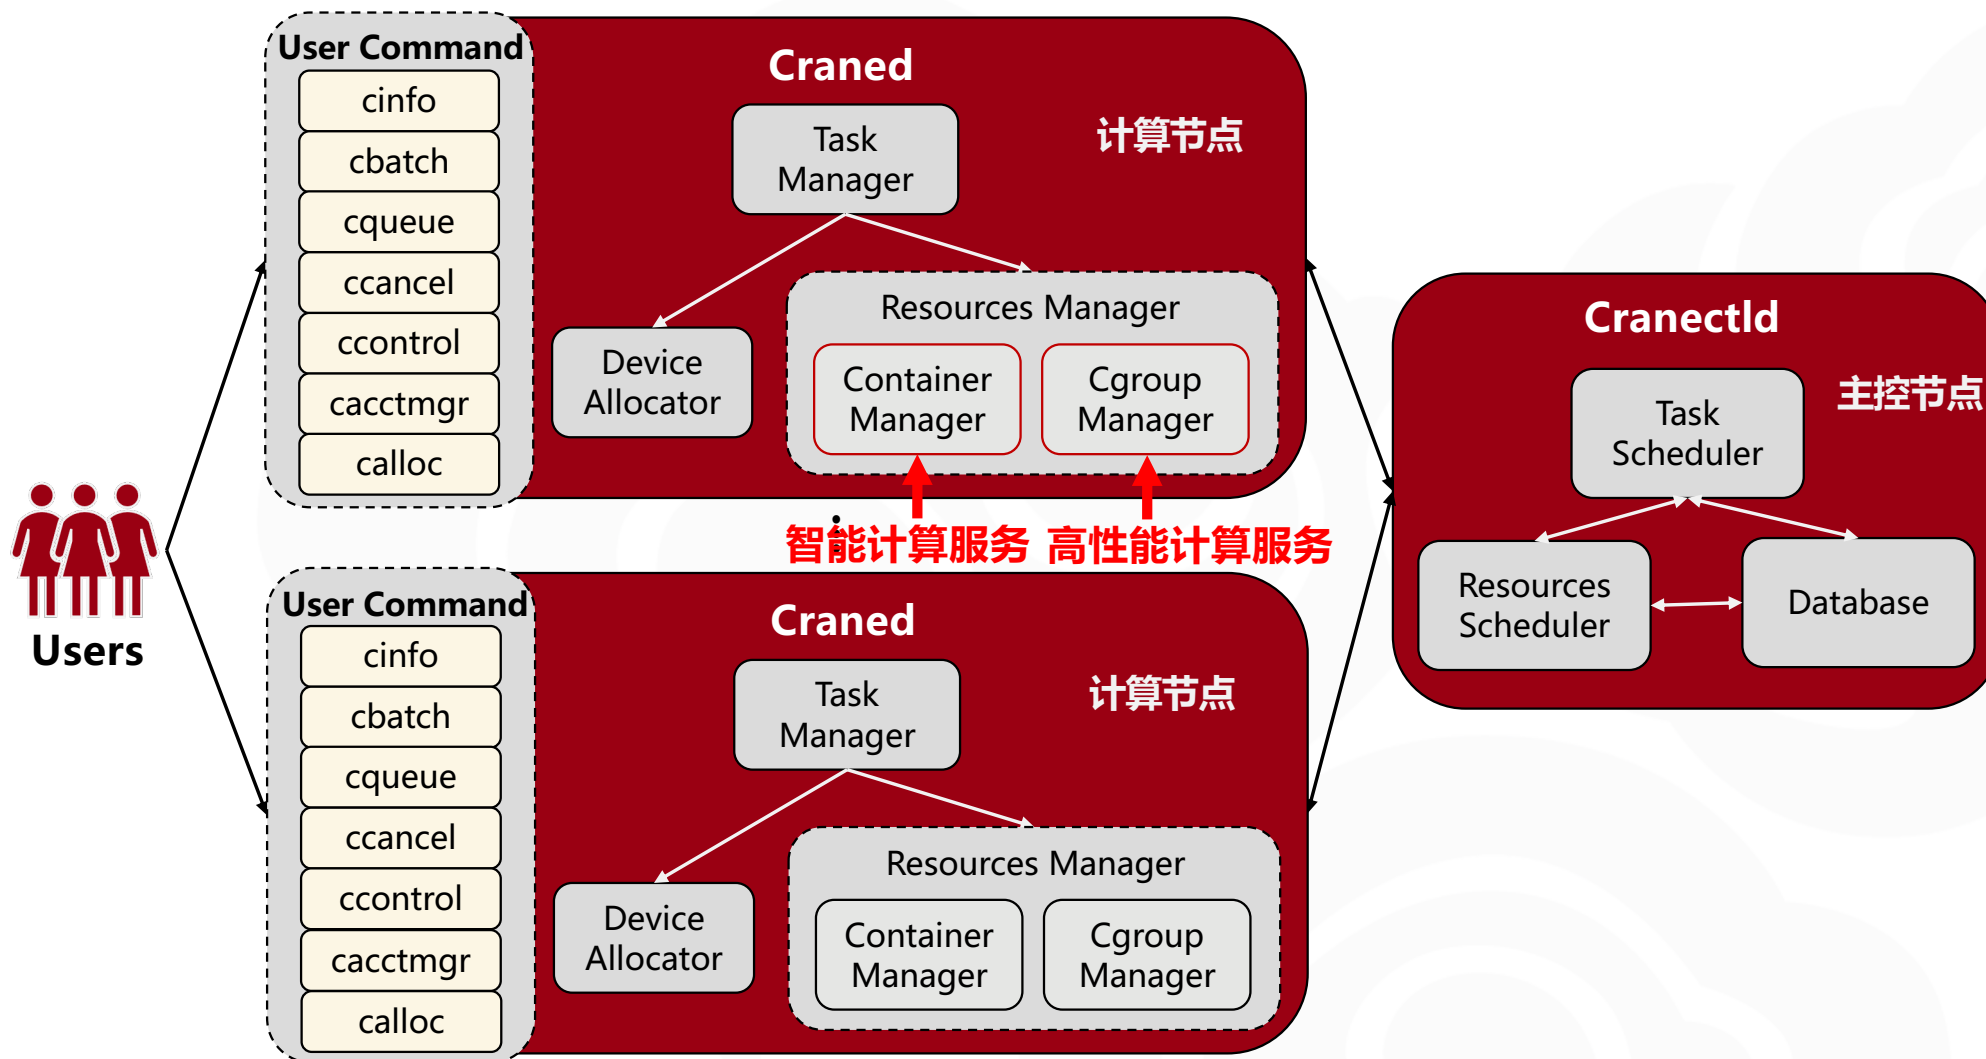 User Command
cinfo
cbatch
cqueue
ccancel
ccontrol
cacctmgr
calloc
Craned
计算节点
Task
Manager
Device
Allocator
Resources Manager
Container
Manager
Cgroup
Manager
智能计算服务
高性能计算服务
Users
User Command
cinfo
cbatch
cqueue
ccancel
ccontrol
cacctmgr
calloc
Craned
计算节点
Task
Manager
Device
Allocator
Resources Manager
Container
Manager
Cgroup
Manager
Cranectld
主控节点
Task
Scheduler
Resources
Scheduler
Database